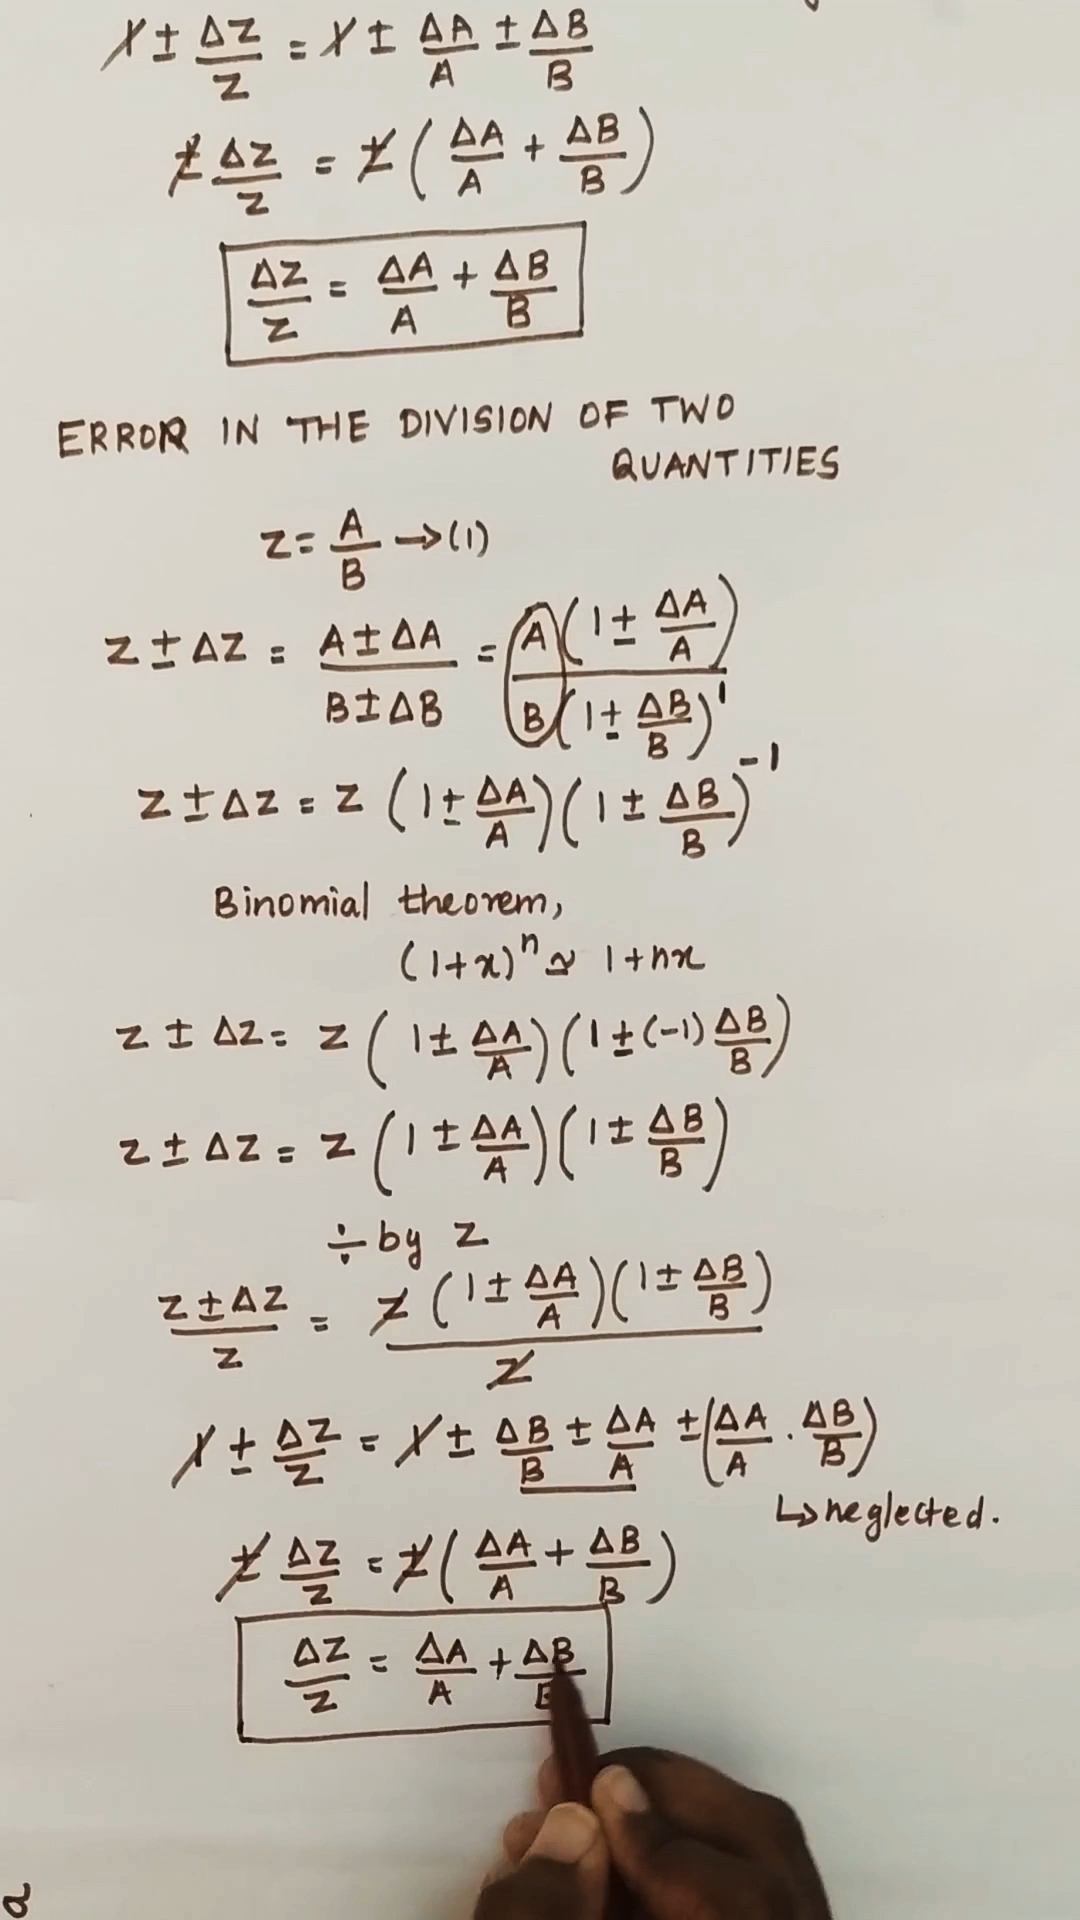 1 ± ΔZ/Z = 1 ± ΔA/A ± ΔB/B
± ΔZ/Z = ± (ΔA/A + ΔB/B)
ΔZ/Z = ΔA/A + ΔB/B
ERROR IN THE DIVISION OF TWO
QUANTITIES
Z = A/B → (1)
Z ± ΔZ = A ± ΔA / B ± ΔB = A (1 ± ΔA/A) / B (1 ± ΔB/B)¹
Z ± ΔZ = Z (1 ± ΔA/A) (1 ± ΔB/B)⁻¹
Binomial theorem,
(1+x)ⁿ ≃ 1+nx
Z ± ΔZ = Z (1 ± ΔA/A) (1 ± (-1) ΔB/B)
Z ± ΔZ = Z (1 ± ΔA/A) (1 ± ΔB/B)
÷ by Z
Z ± ΔZ / Z = Z (1 ± ΔA/A) (1 ± ΔB/B) / Z
1 ± ΔZ/Z = 1 ± ΔB/B ± ΔA/A ± (ΔA/A . ΔB/B)
↳ neglected.
± ΔZ/Z = ± (ΔA/A + ΔB/B)
ΔZ/Z = ΔA/A + ΔB/B